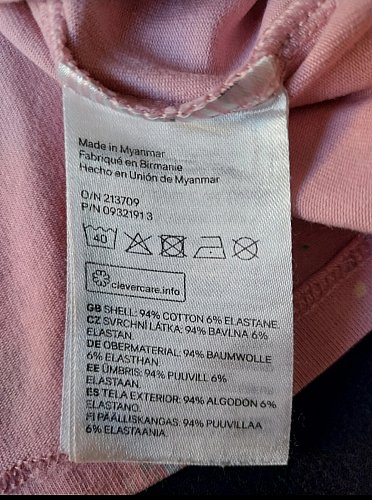 Made in Myanmar
Fabriqué en Birmanie
Hecho en Unión de Myanmar
O/N 213709
P/N 0932191 3
40
clevercare.info
GB SHELL: 94% COTTON 6% ELASTANE.
CZ SVRCHNÍ LÁTKA: 94% BAVLNA 6%
ELASTAN.
DE OBERMATERIAL: 94% BAUMWOLLE
6% ELASTHAN.
EE ÜMBRIS: 94% PUUVILL 6%
ELASTAAN.
ES TELA EXTERIOR: 94% ALGODÓN 6%
ELASTANO.
FI PÄÄLLISKANGAS: 94% PUUVILLAA
6% ELASTAANIA.